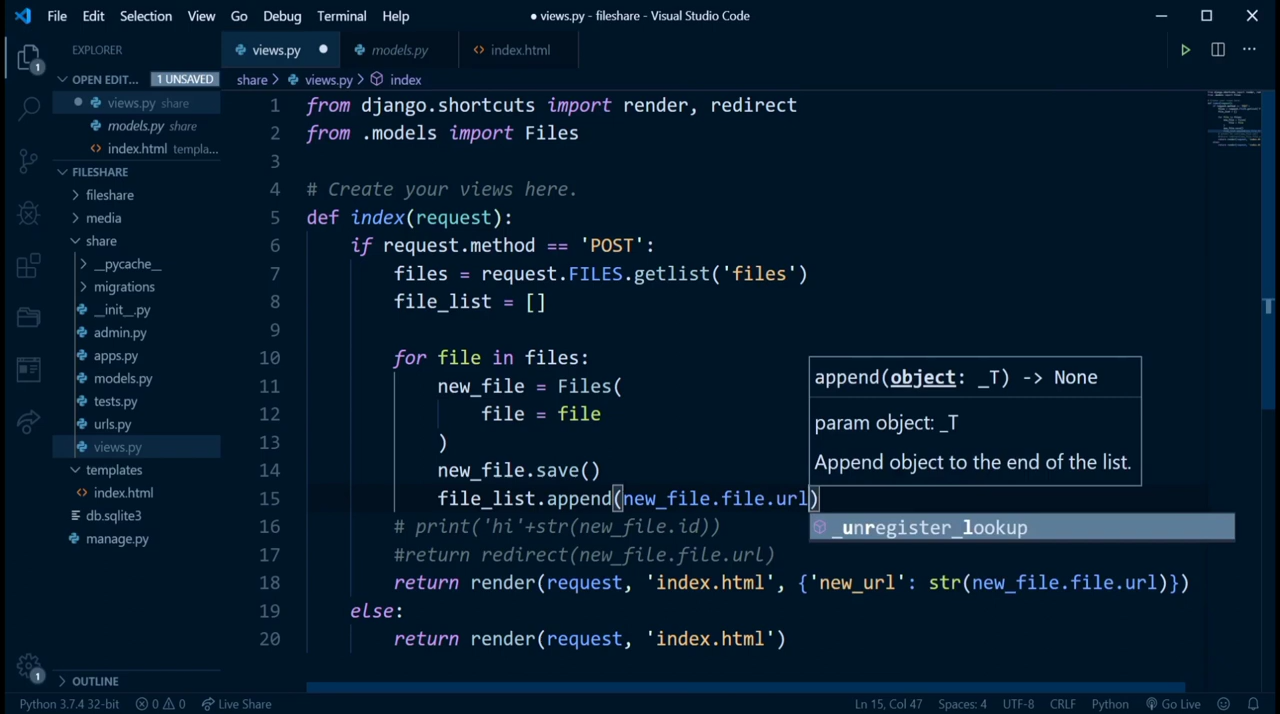 File Edit Selection View Go Debug Terminal Help ● views.py - fileshare - Visual Studio Code
EXPLORER
views.py models.py index.html
OPEN EDIT... 1 UNSAVED
share > views.py > index
views.py share
models.py share
index.html templa...
FILESHARE
fileshare
media
share
__pycache__
migrations
__init__.py
admin.py
apps.py
models.py
tests.py
urls.py
views.py
templates
index.html
db.sqlite3
manage.py
OUTLINE
1 from django.shortcuts import render, redirect
2 from .models import Files
3
4 # Create your views here.
5 def index(request):
6 if request.method == 'POST':
7 files = request.FILES.getlist('files')
8 file_list = []
9
10 for file in files:
11 new_file = Files(
12 file = file
13 )
14 new_file.save()
15 file_list.append(new_file.file.url)
16 # print('hi'+str(new_file.id))
17 #return redirect(new_file.file.url)
18 return render(request, 'index.html', {'new_url': str(new_file.file.url)})
19 else:
20 return render(request, 'index.html')
append(object: _T) -> None
param object: _T
Append object to the end of the list.
_unregister_lookup
1
1
Python 3.7.4 32-bit 0 0 Live Share Ln 15, Col 47 Spaces: 4 UTF-8 CRLF Python Go Live